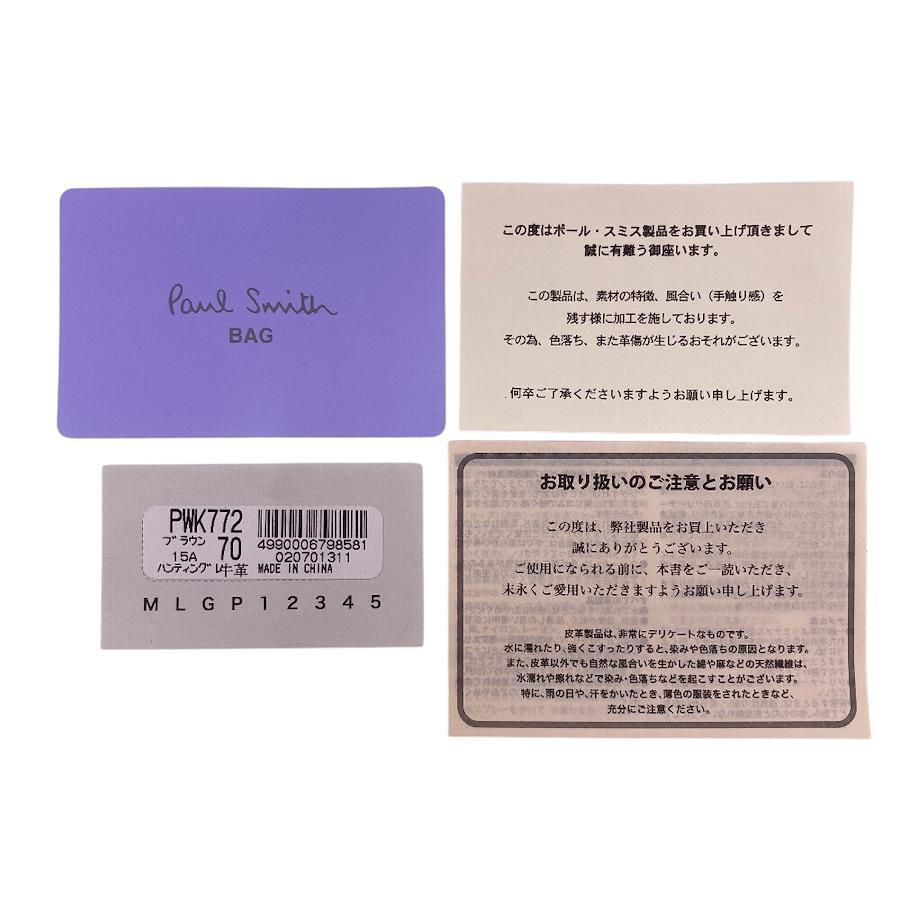 Paul Smith
BAG
この度はポール・スミス製品をお買い上げ頂きまして
誠に有難う御座います。
この製品は、素材の特徴、風合い（手触り感）を
残す様に加工を施しております。
その為、色落ち、また革傷が生じるおそれがございます。
何卒ご了承くださいますようお願い申し上げます。
PWK772
ブラウン 70
15A
ハンティングレ牛革
4990006798581
020701311
MADE IN CHINA
M L G P 1 2 3 4 5
お取り扱いのご注意とお願い
この度は、弊社製品をお買上いただき
誠にありがとうございます。
ご使用になられる前に、本書をご一読いただき、
末永くご愛用いただきますようお願い申し上げます。
皮革製品は、非常にデリケートなものです。
水に濡れたり、強くこすったりすると、染みや色落ちの原因となります。
また、皮革以外でも自然な風合いを生かした綿や麻などの天然繊維は、
水濡れや擦れなどで染み・色落ちなどを起こすことがございます。
特に、雨の日や、汗をかいたとき、薄色の服装をされたときなど、
充分にご注意ください。